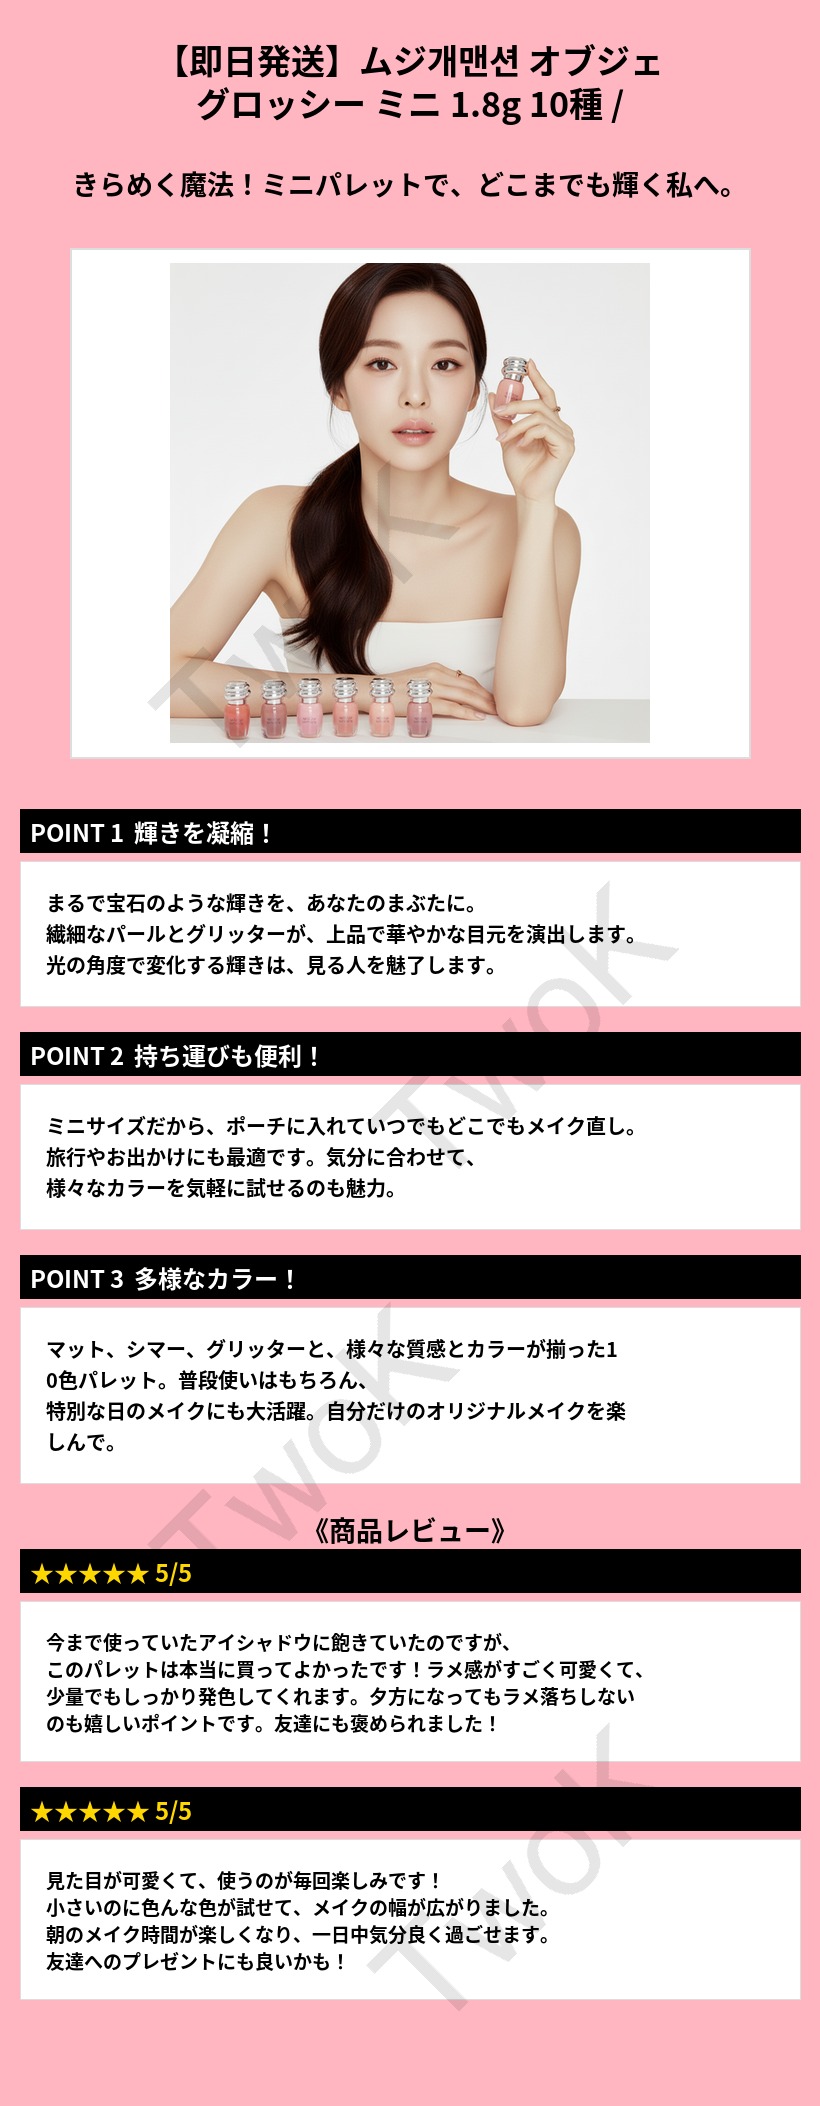 【即日発送】ムジ개맨션 オブジェ
グロッシー ミニ 1.8g 10種 /
きらめく魔法！ミニパレットで、どこまでも輝く私へ。
TwoK
POINT 1 輝きを凝縮！
まるで宝石のような輝きを、あなたのまぶたに。
繊細なパールとグリッターが、上品で華やかな目元を演出します。
光の角度で変化する輝きは、見る人を魅了します。
TwoK
POINT 2 持ち運びも便利！
ミニサイズだから、ポーチに入れていつでもどこでもメイク直し。
旅行やお出かけにも最適です。気分に合わせて、
様々なカラーを気軽に試せるのも魅力。
POINT 3 多様なカラー！
マット、シマー、グリッターと、様々な質感とカラーが揃った1
0色パレット。普段使いはもちろん、
特別な日のメイクにも大活躍。自分だけのオリジナルメイクを楽
しんで。
TwoK
《商品レビュー》
★★★★★ 5/5
今まで使っていたアイシャドウに飽きていたのですが、
このパレットは本当に買ってよかったです！ラメ感がすごく可愛くて、
少量でもしっかり発色してくれます。夕方になってもラメ落ちしない
のも嬉しいポイントです。友達にも褒められました！
★★★★★ 5/5
見た目が可愛くて、使うのが毎回楽しみです！
小さいのに色んな色が試せて、メイクの幅が広がりました。
朝のメイク時間が楽しくなり、一日中気分良く過ごせます。
友達へのプレゼントにも良いかも！
TwoK